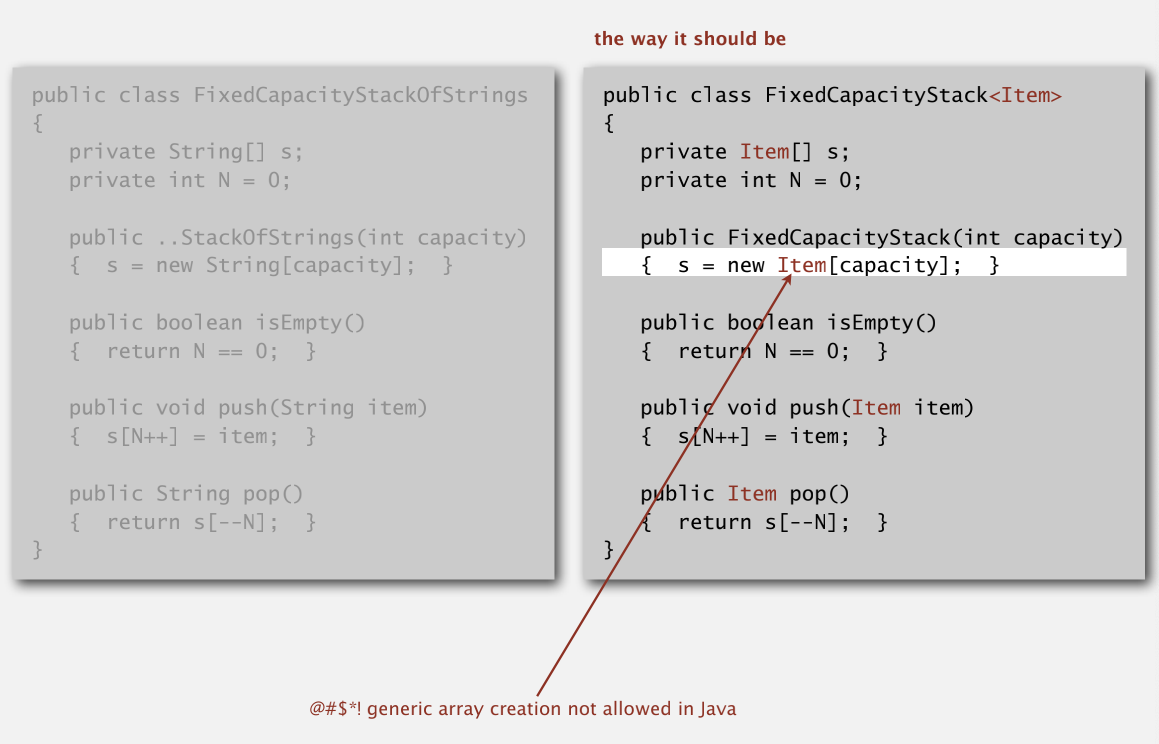 the way it should be
public class FixedCapacityStackOfStrings
{
   private String[] s;
   private int N = 0;

   public ..StackOfStrings(int capacity)
   {  s = new String[capacity];  }

   public boolean isEmpty()
   {  return N == 0;  }

   public void push(String item)
   {  s[N++] = item;  }

   public String pop()
   {  return s[--N];  }
}
public class FixedCapacityStack<Item>
{
   private Item[] s;
   private int N = 0;

   public FixedCapacityStack(int capacity)
   {  s = new Item[capacity];  }

   public boolean isEmpty()
   {  return N == 0;  }

   public void push(Item item)
   {  s[N++] = item;  }

   public Item pop()
   {  return s[--N];  }
}
@#$*! generic array creation not allowed in Java